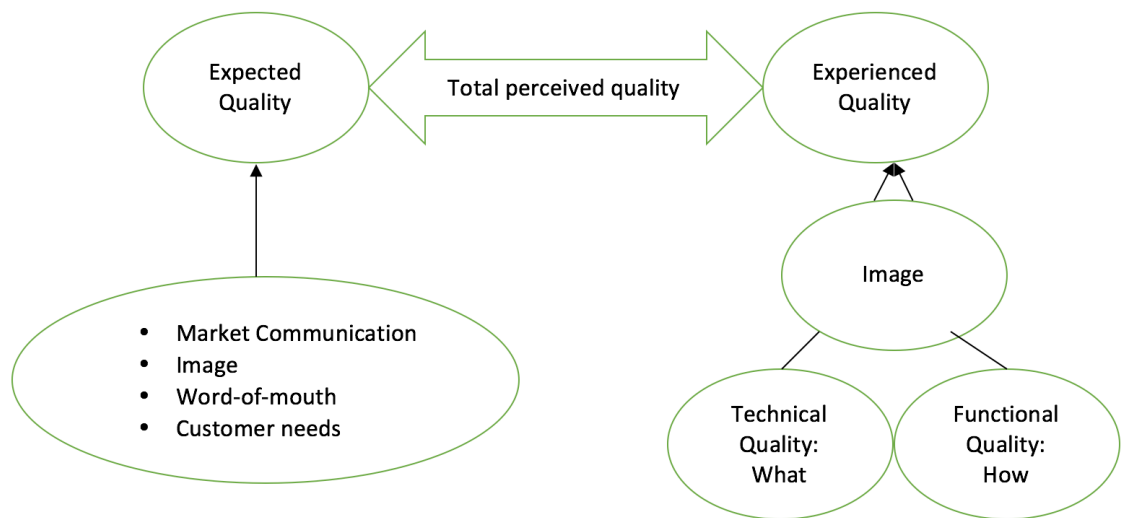 Expected
Quality
Total perceived quality
Experienced
Quality
Image
• Market Communication
• Image
• Word-of-mouth
• Customer needs
Technical
Quality:
What
Functional
Quality:
How